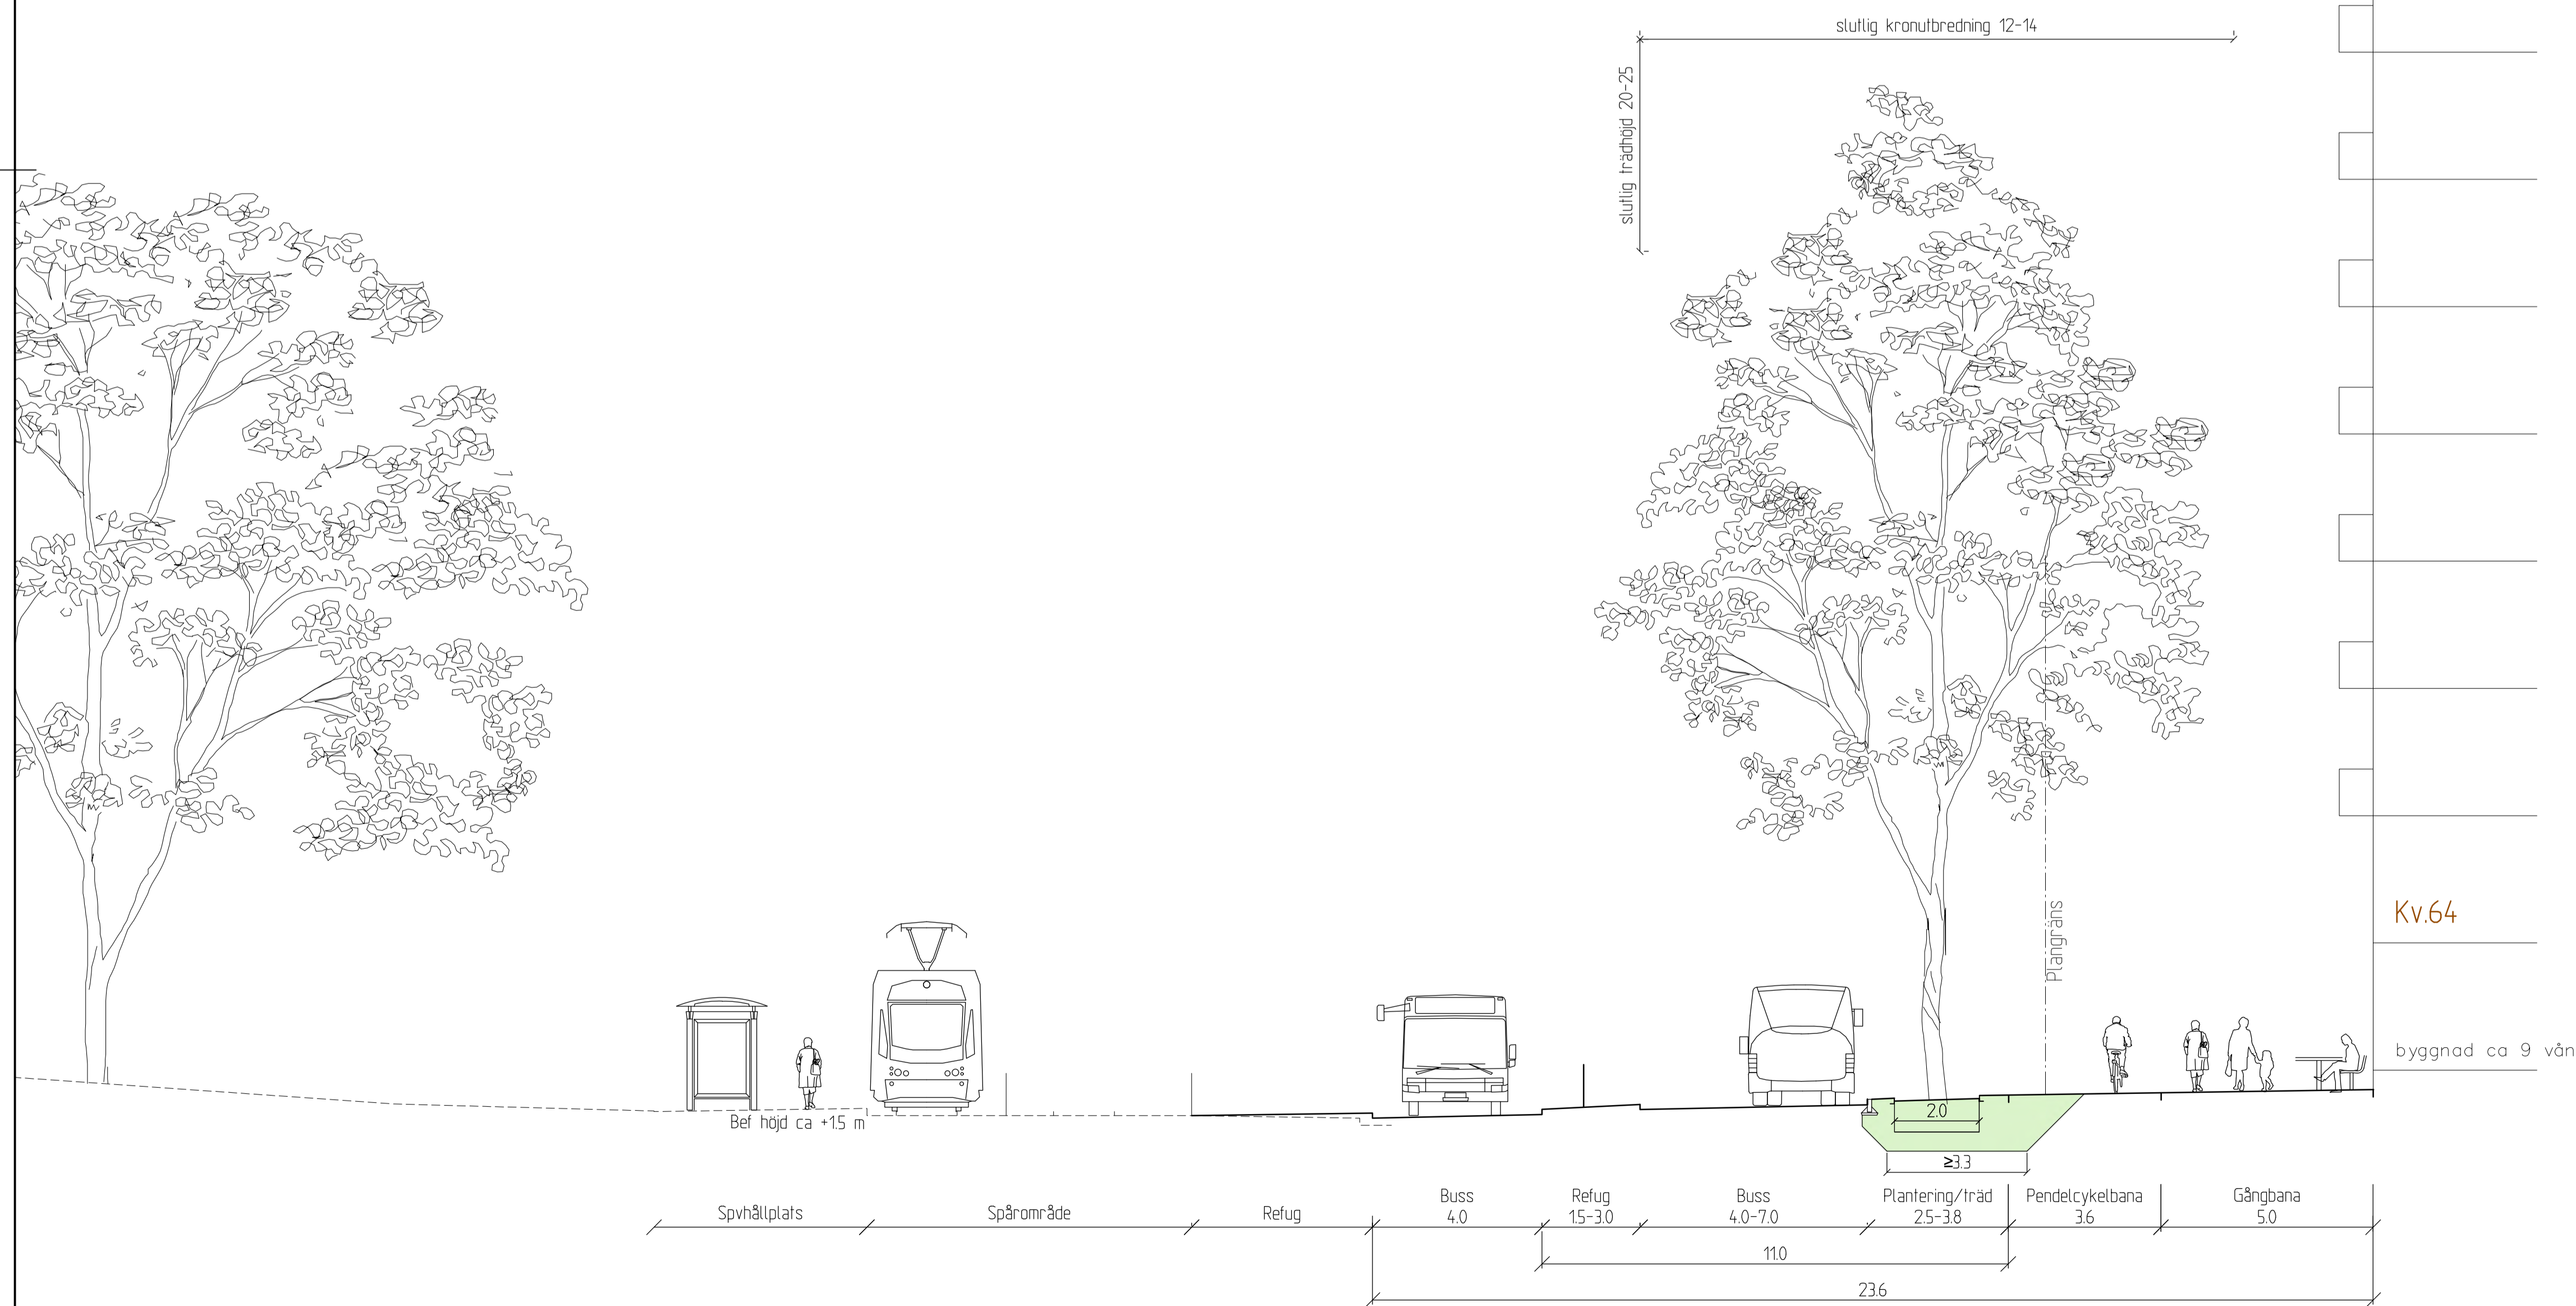 slutlig kronutbredning 12-14
slutlig trädhöjd 20-25
Kv.64
Plangräns
byggnad ca 9 vån
2.0
Bef höjd ca +1.5 m
≥3.3
Spvhållplats
Spårområde
Refug
Buss
4.0
Refug
1.5-3.0
Buss
4.0-7.0
Plantering/träd
2.5-3.8
Pendelcykelbana
3.6
Gångbana
5.0
11.0
23.6